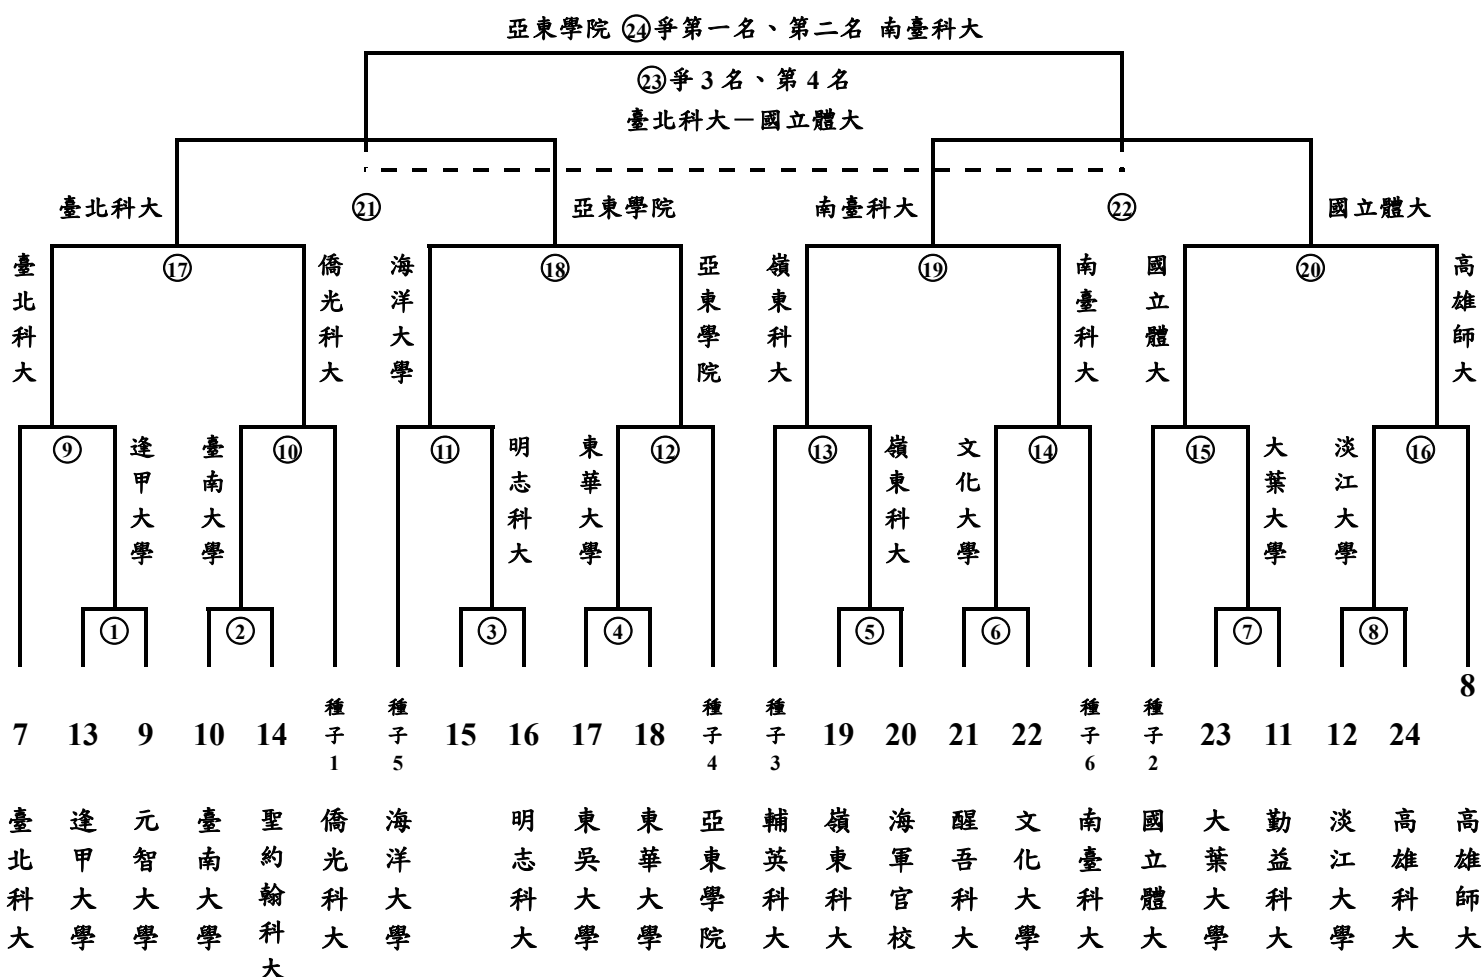 亞東學院 ㉔爭第一名、第二名 南臺科大
㉓爭 3 名、第 4 名
臺北科大－國立體大
臺北科大 ㉑ 亞東學院 南臺科大 ㉒ 國立體大
臺北科大 ⑰ 僑光科大 海洋大學 ⑱ 亞東學院 嶺東科大 ⑲ 南臺科大 國立體大 ⑳ 高雄師大
⑨ 逢甲大學 臺南大學 ⑩ ⑪ 明志科大 東華大學 ⑫ ⑬ 嶺東科大 文化大學 ⑭ ⑮ 大葉大學 淡江大學 ⑯
① ② ③ ④ ⑤ ⑥ ⑦ ⑧
7 13 9 10 14 種子1 種子5 15 16 17 18 種子4 種子3 19 20 21 22 種子6 種子2 23 11 12 24 8
臺北科大
逢甲大學
元智大學
臺南大學
聖約翰科大
僑光科大
海洋大學
明志科大
東吳大學
東華大學
亞東學院
輔英科大
嶺東科大
海軍官校
醒吾科大
文化大學
南臺科大
國立體大
大葉大學
勤益科大
淡江大學
高雄科大
高雄師大